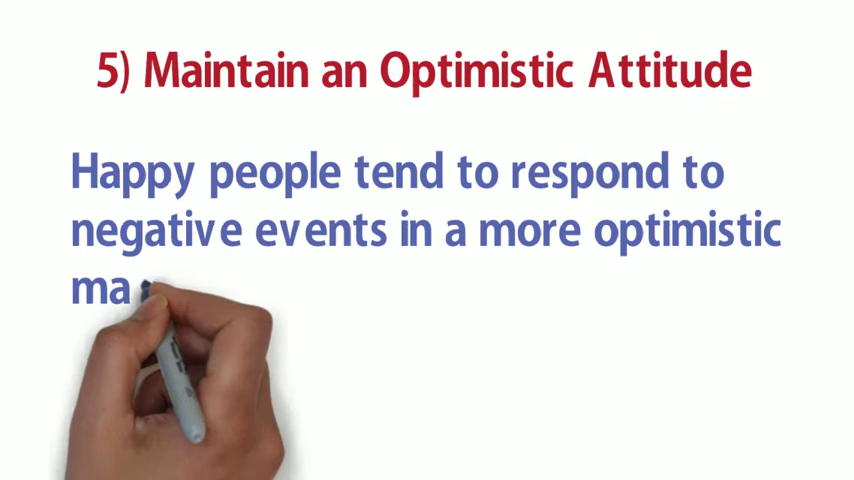 5) Maintain an Optimistic Attitude
Happy people tend to respond to
negative events in a more optimistic
ma